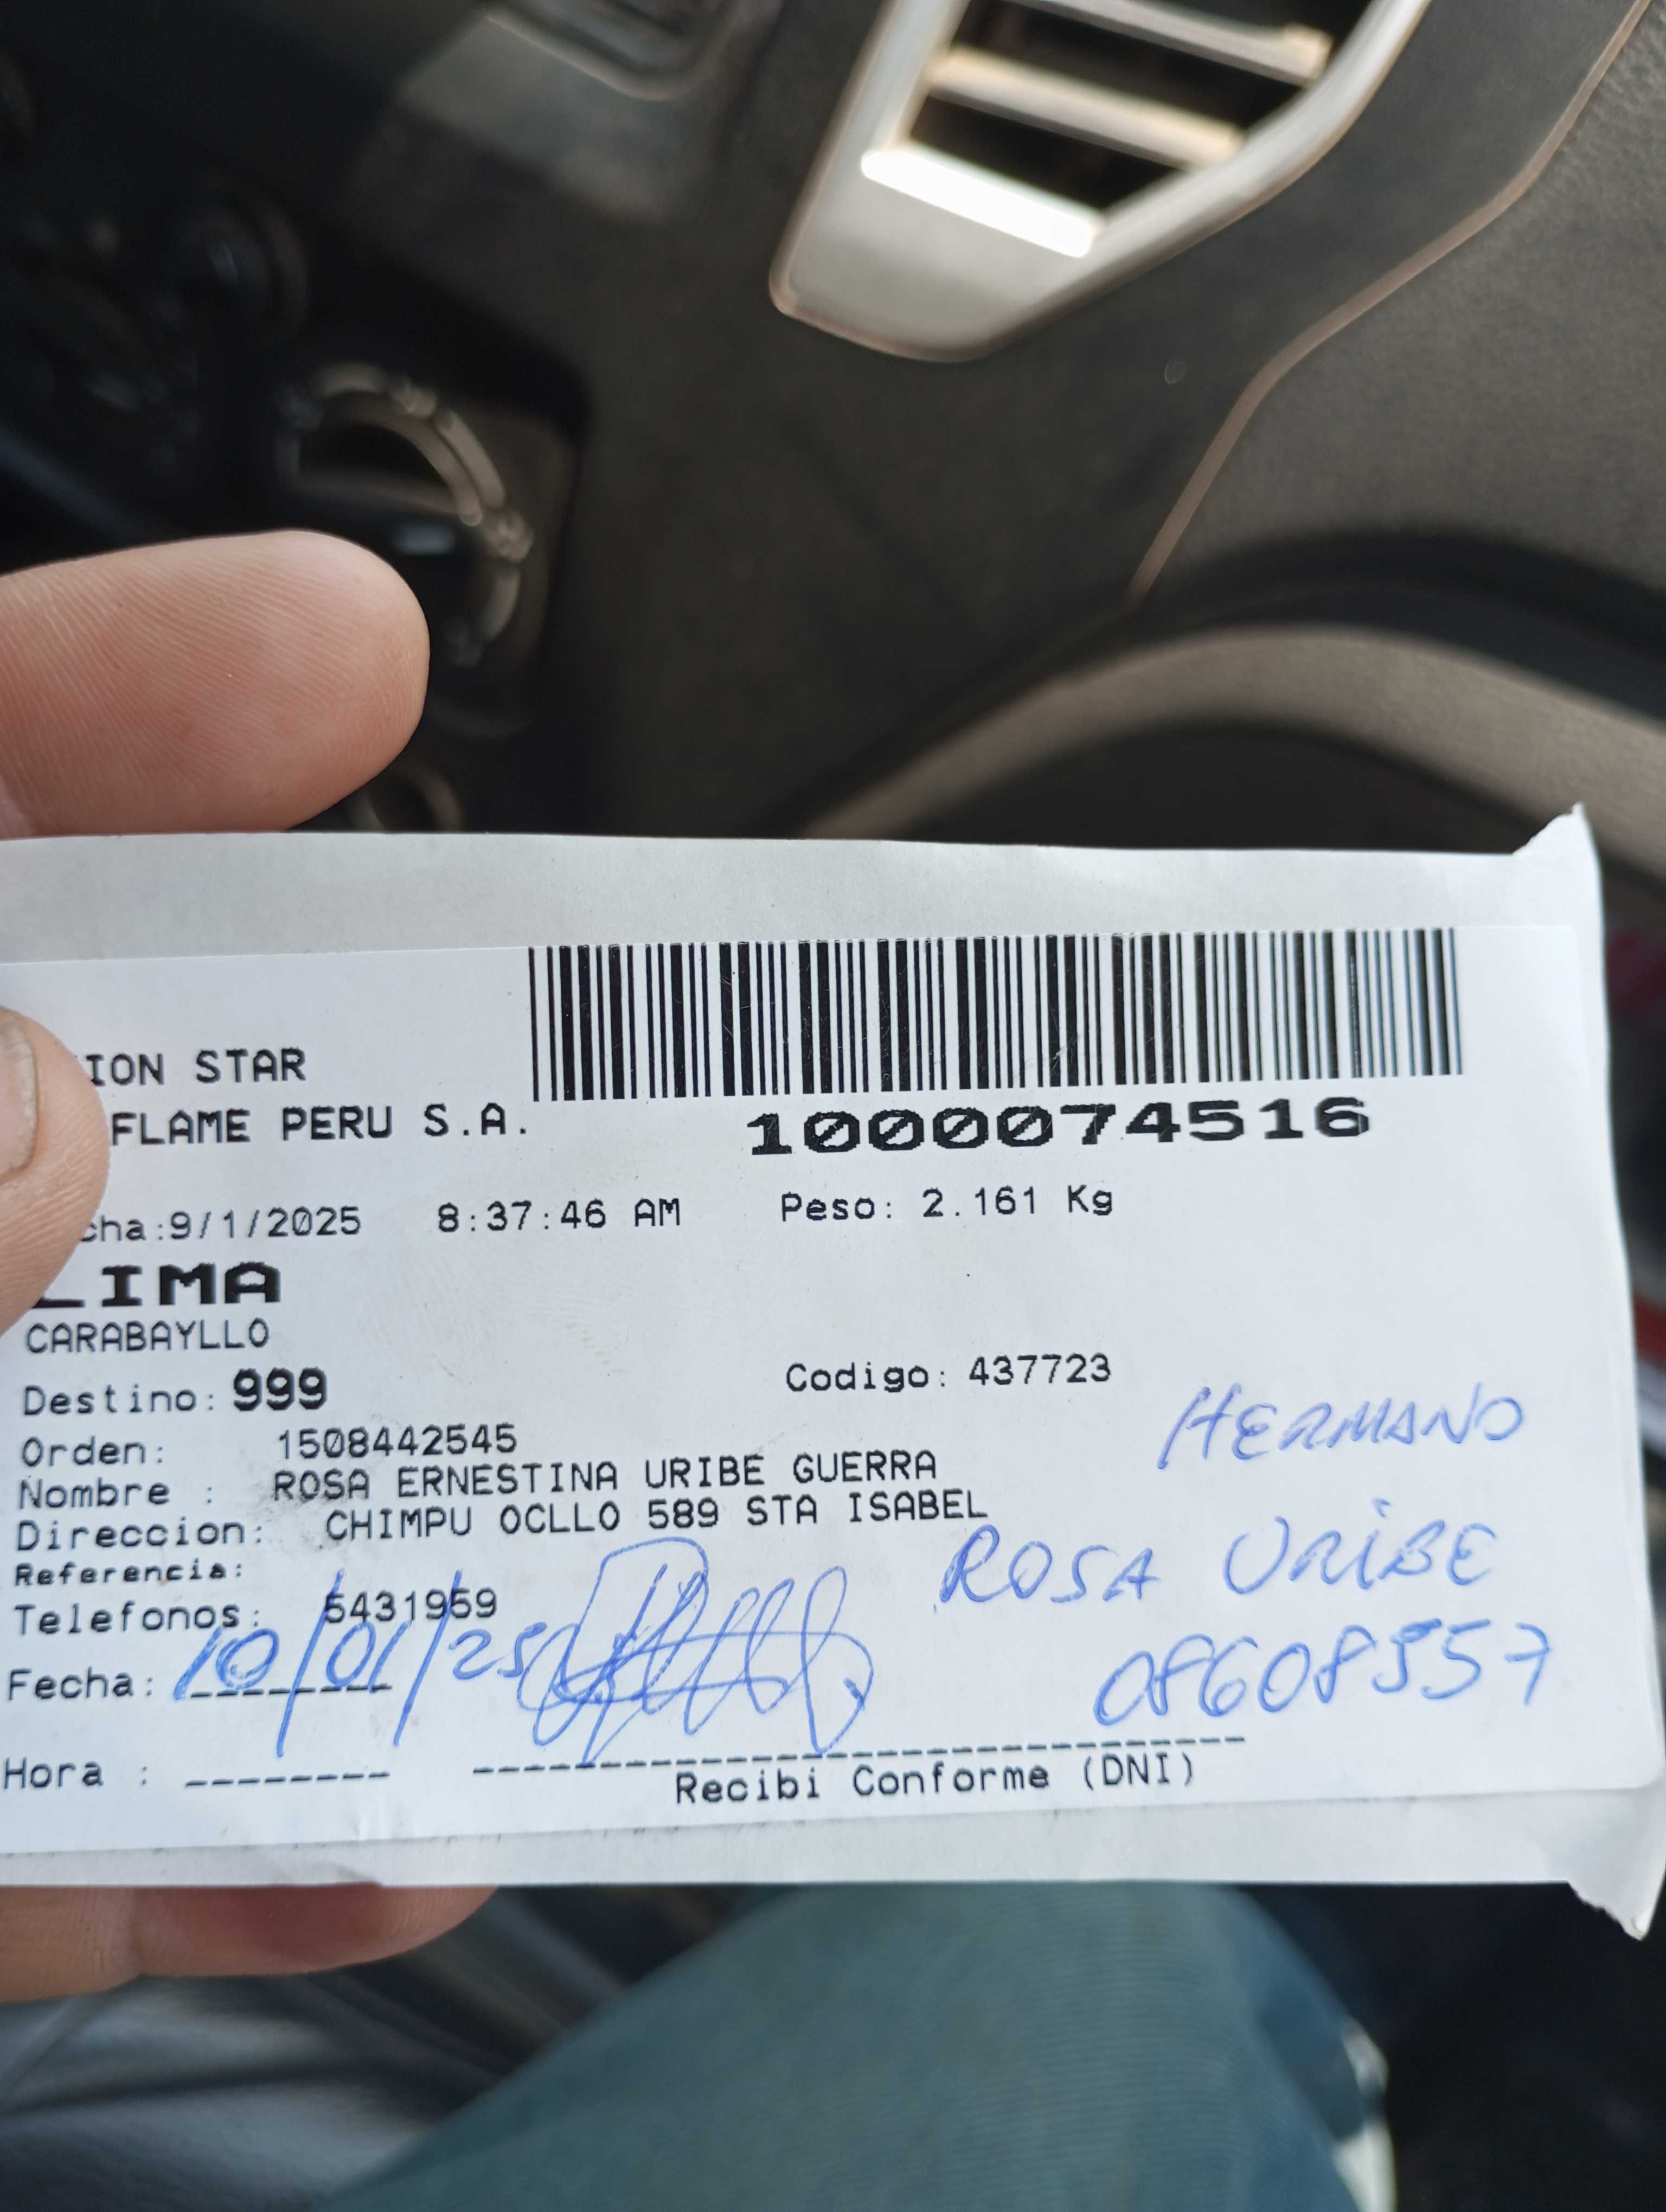 ION STAR
FLAME PERU S.A.
1000074516
cha:9/1/2025 8:37:46 AM Peso: 2.161 Kg
LIMA
CARABAYLLO
Destino: 999 Codigo: 437723
HERMANO
Orden: 1508442545
Nombre : ROSA ERNESTINA URIBE GUERRA
Direccion: CHIMPU OCLLO 589 STA ISABEL
ROSA URIBE
Referencia:
Telefonos: 5431959
08608557
Fecha: 10/01/25
Hora :
Recibi Conforme (DNI)